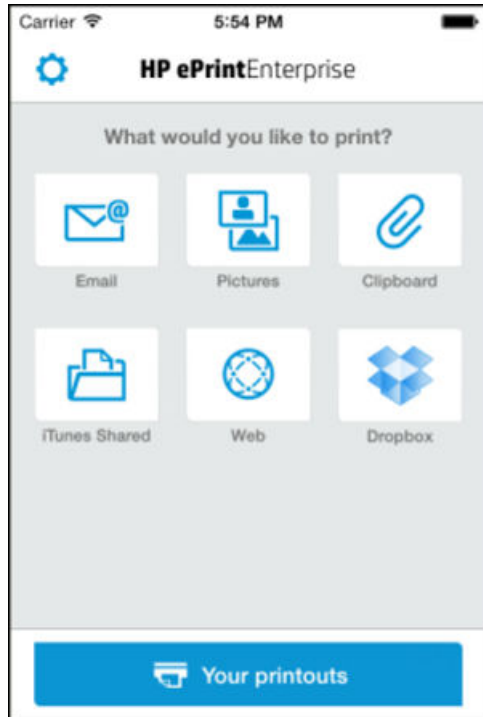 Carrier 5:54 PM
HP ePrintEnterprise
What would you like to print?
@
Email Pictures Clipboard
iTunes Shared Web Dropbox
Your printouts